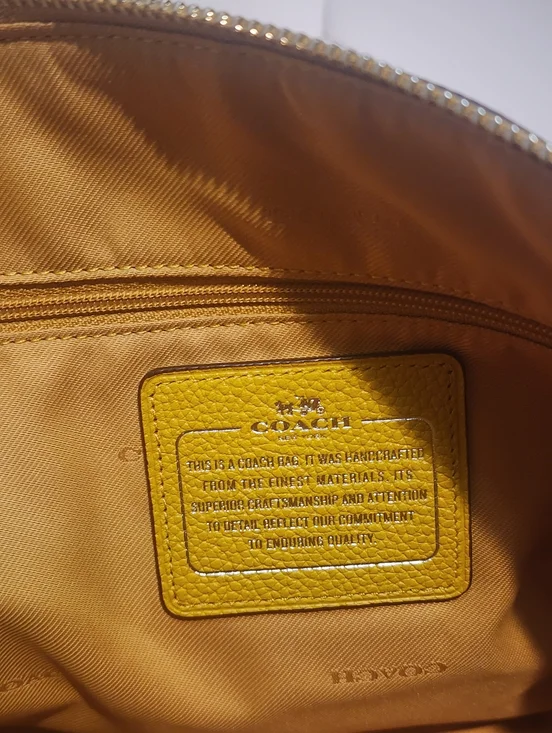 COACH
NEW YORK
THIS IS A COACH BAG. IT WAS HANDCRAFTED
FROM THE FINEST MATERIALS. ITS
SUPERIOR CRAFTSMANSHIP AND ATTENTION
TO DETAIL REFLECT OUR COMMITMENT
TO ENDURING QUALITY.
COACH